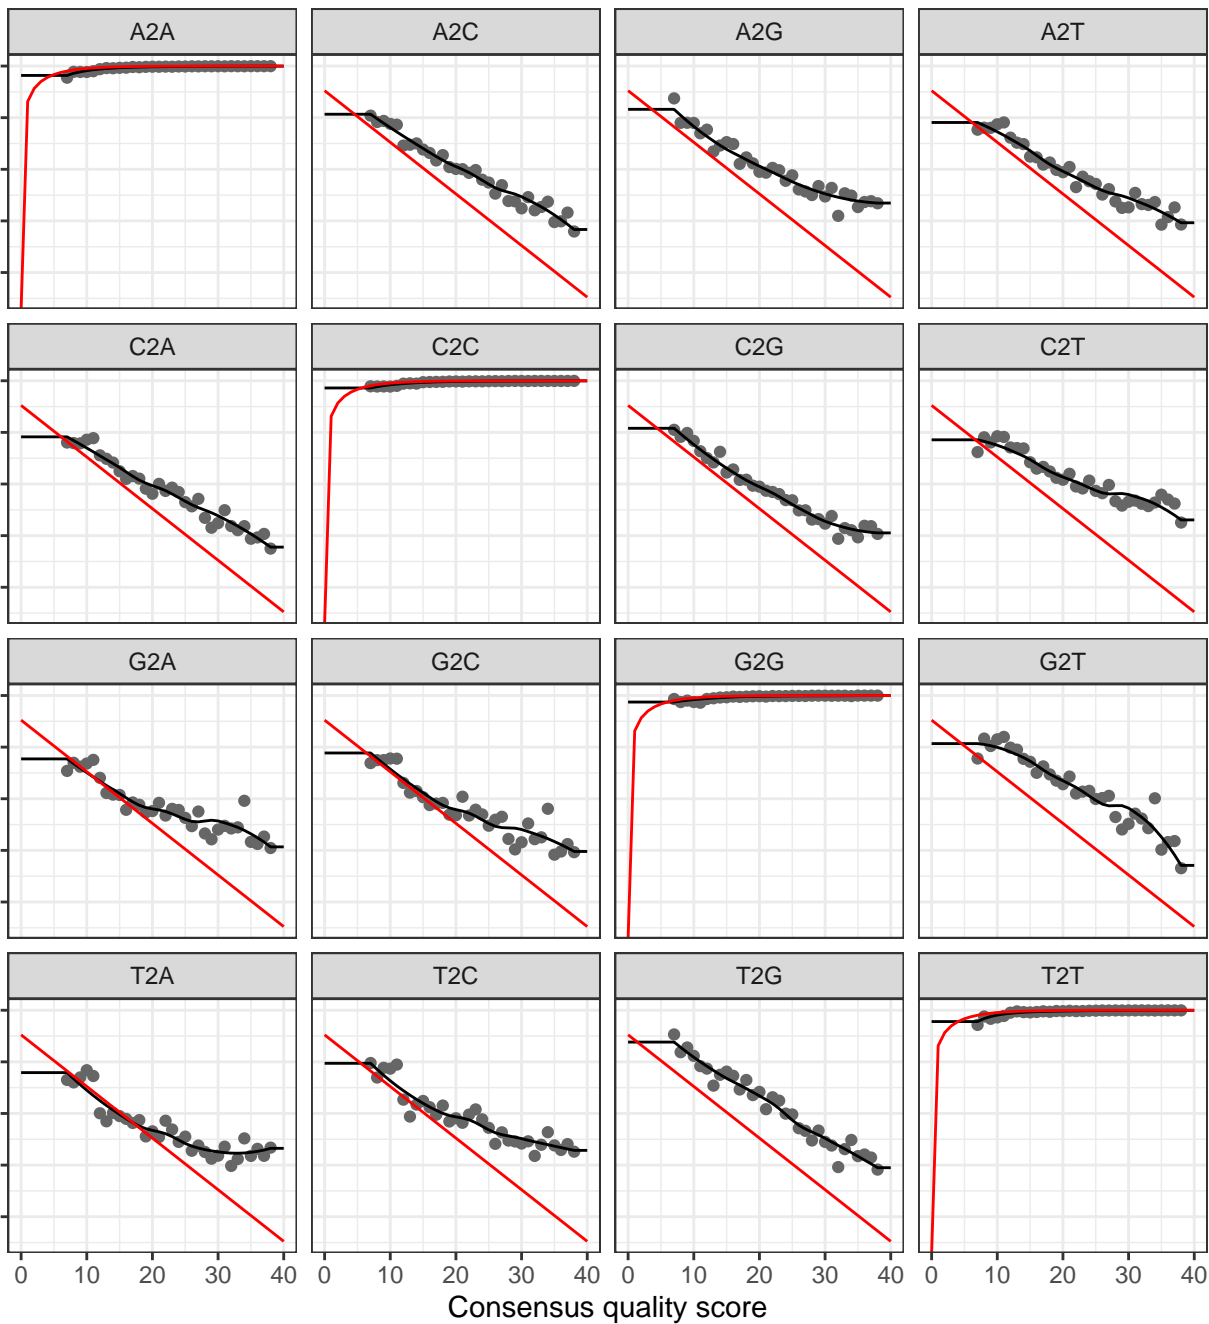 A2A A2C A2G A2T
C2A C2C C2G C2T
G2A G2C G2G G2T
T2A T2C T2G T2T
0 10 20 30 40 0 10 20 30 40 0 10 20 30 40 0 10 20 30 40
Consensus quality score